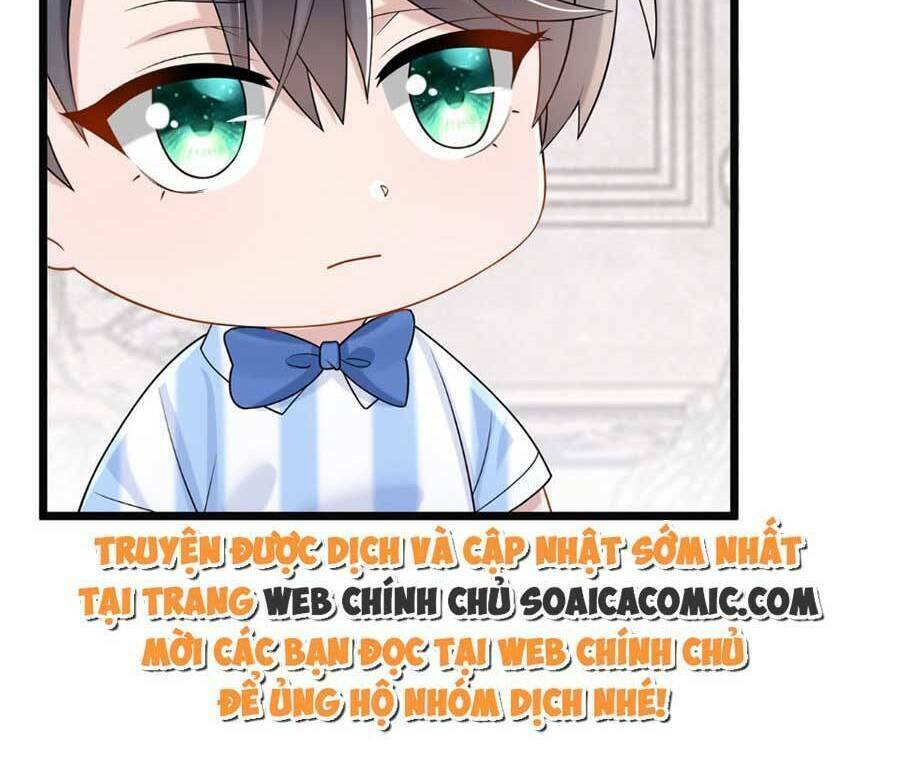 TRUYỆN ĐƯỢC DỊCH VÀ CẬP NHẬT SỚM NHẤT
TẠI TRANG WEB CHÍNH CHỦ SOAICACOMIC.COM
MỜI CÁC BẠN ĐỌC TẠI WEB CHÍNH CHỦ
ĐỂ ỦNG HỘ NHÓM DỊCH NHÉ!